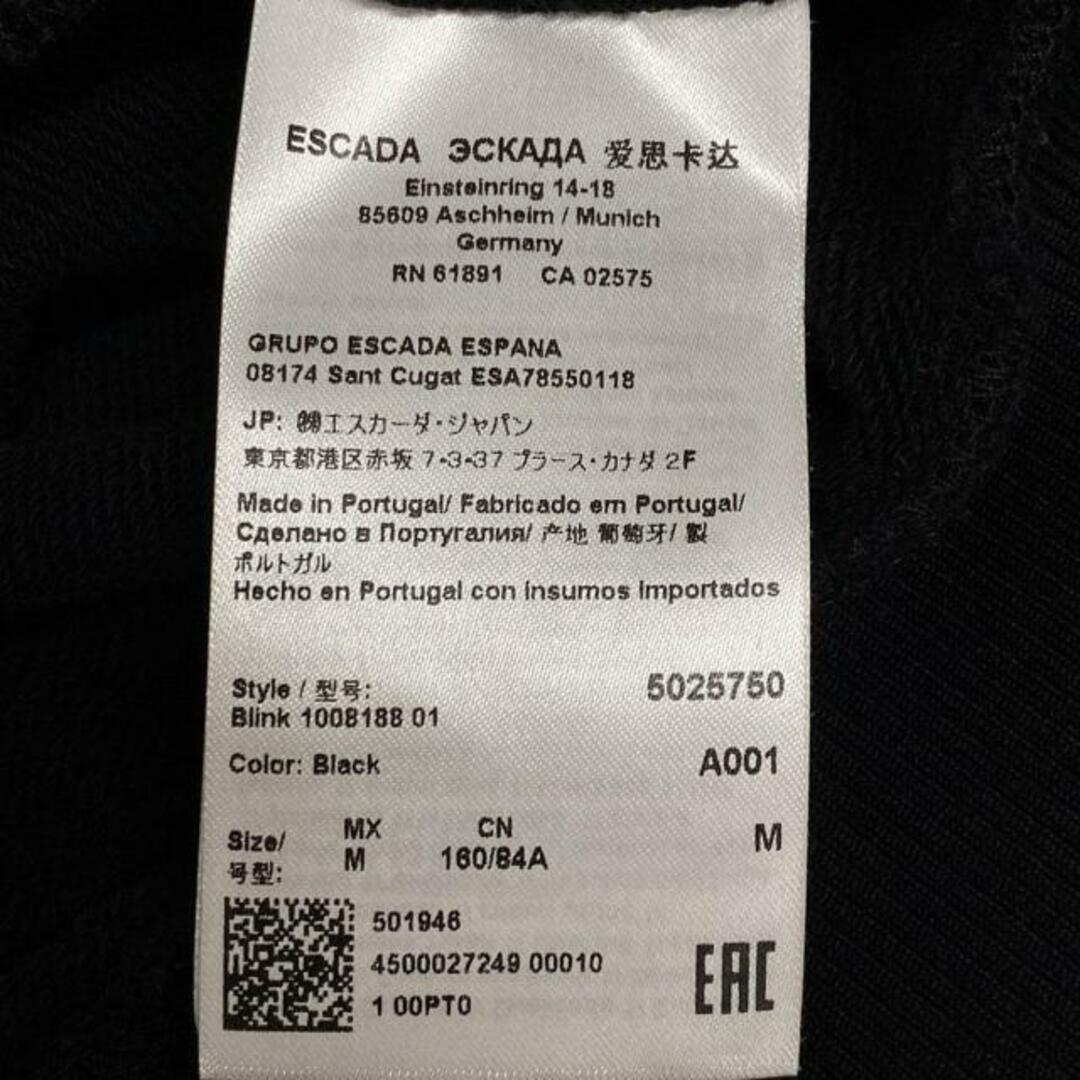 ESCADA ЭСКАДА 爱思卡达
Einsteinring 14-18
85609 Aschheim / Munich
Germany
RN 61891 CA 02575
GRUPO ESCADA ESPANA
08174 Sant Cugat ESA78550118
JP: ㈱エスカーダ・ジャパン
東京都港区赤坂 7-3-37 プラース・カナダ 2F
Made in Portugal/ Fabricado em Portugal/
Сделано в Португалия/ 产地 葡萄牙/ 製
ポルトガル
Hecho en Portugal con insumos importados
Style / 型号: 5025750
Blink 1008188 01
Color: Black A001
Size/ MX CN M
号型: M 160/84A
501946
4500027249 00010
1 00PT0
EAC